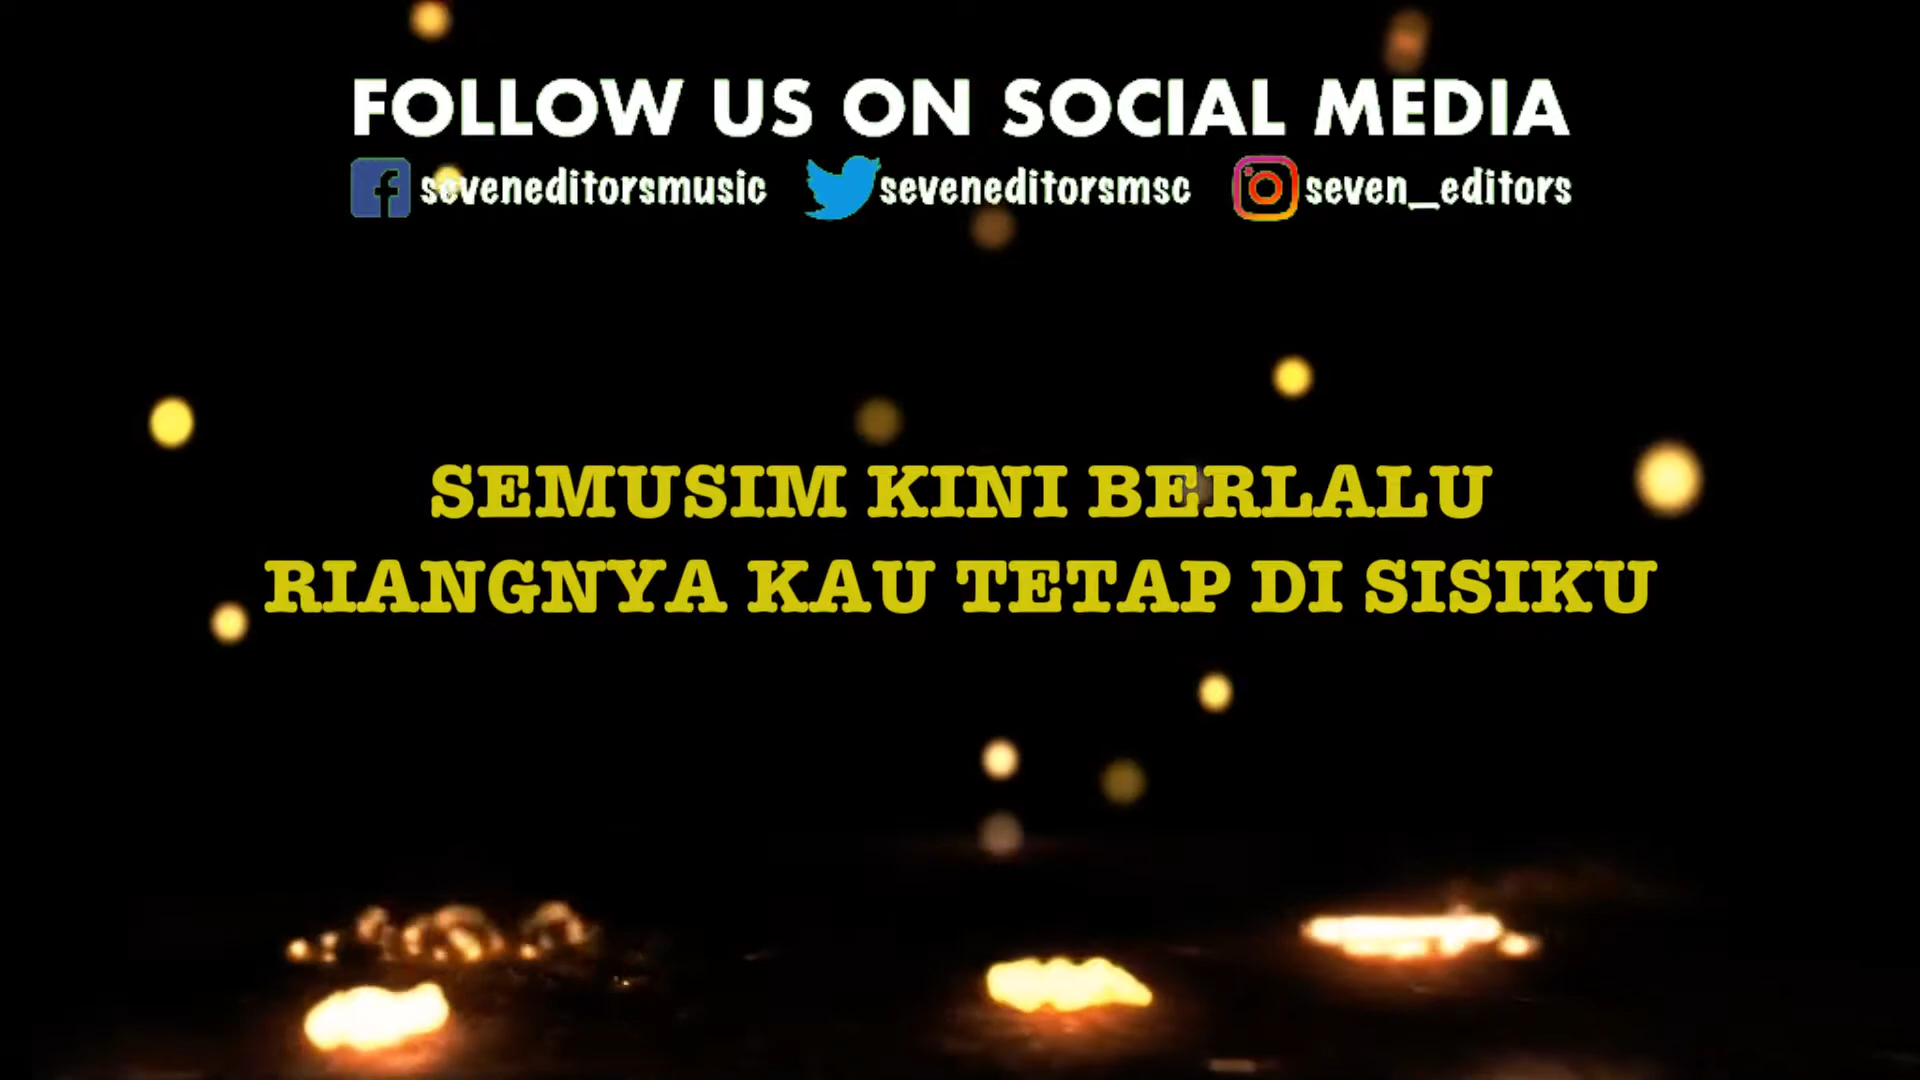 FOLLOW US ON SOCIAL MEDIA
seveneditorsmusic seveneditorsmsc seven_editors
SEMUSIM KINI BERLALU
RIANGNYA KAU TETAP DI SISIKU